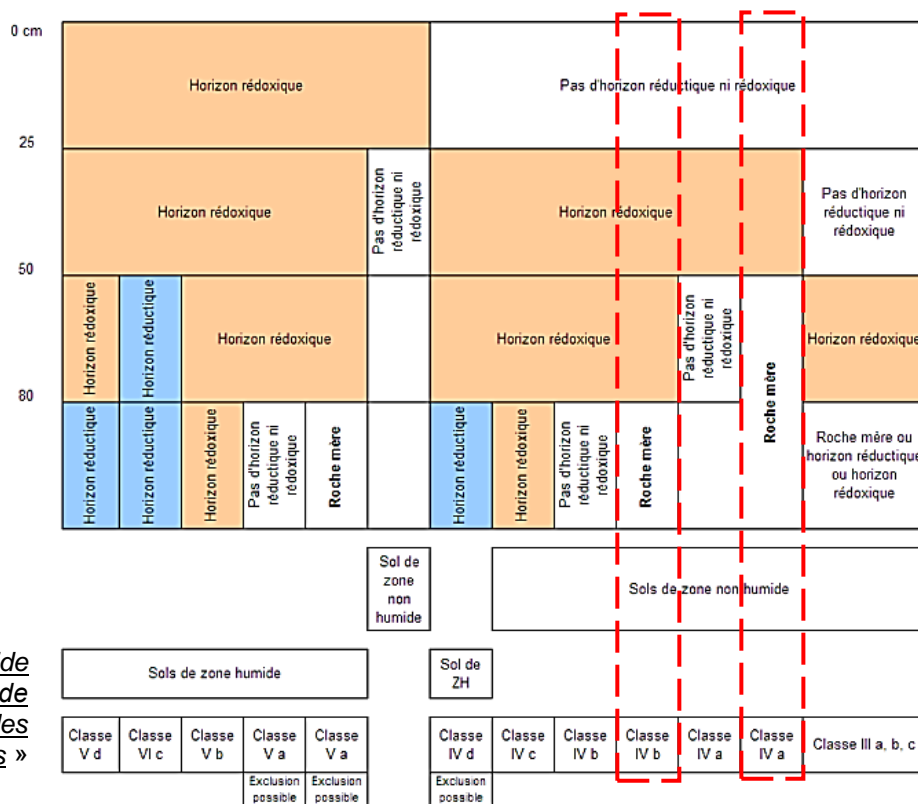 0 cm
Horizon rédoxique
Pas d'horizon réductique ni rédoxique
25
Horizon rédoxique
Pas d'horizon
réductique ni
rédoxique
Horizon rédoxique
Pas d'horizon
réductique ni
rédoxique
50
Horizon rédoxique
Horizon réductique
Horizon rédoxique
Horizon rédoxique
Pas d'horizon
réductique ni
rédoxique
Roche mère
Horizon rédoxique
80
Horizon réductique
Horizon réductique
Horizon rédoxique
Pas d'horizon
réductique ni
rédoxique
Roche mère
Horizon réductique
Horizon rédoxique
Pas d'horizon
réductique ni
rédoxique
Roche mère
Roche mère ou
horizon réductique
ou horizon
rédoxique
Sol de
zone
non
humide
Sols de zone non humide
ide
de
les
s »
Sols de zone humide
Sol de
ZH
Classe
V d
Classe
VI c
Classe
V b
Classe
V a
Classe
V a
Classe
IV d
Classe
IV c
Classe
IV b
Classe
IV b
Classe
IV a
Classe
IV a
Classe III a, b, c
Exclusion
possible
Exclusion
possible
Exclusion
possible